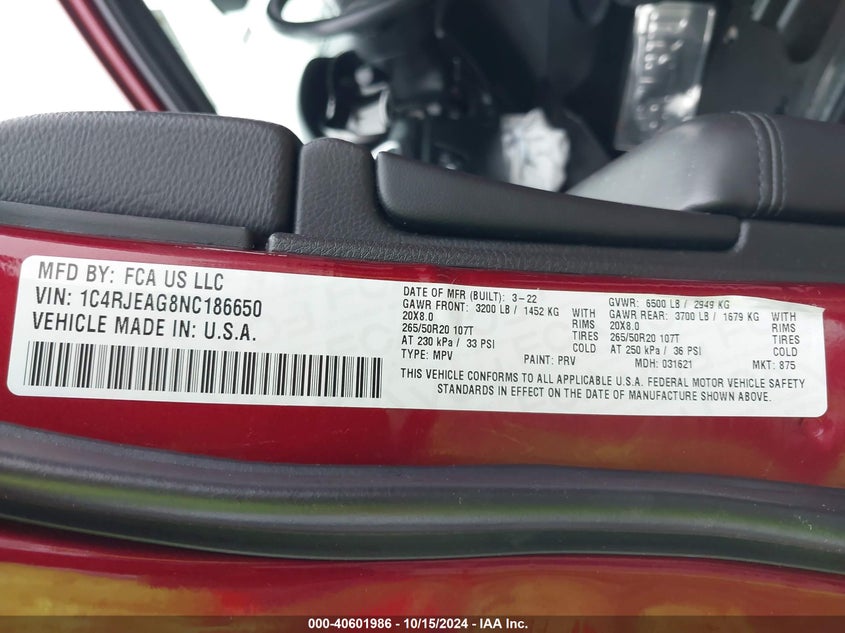 MFD BY: FCA US LLC
VIN: 1C4RJEAG8NC186650
VEHICLE MADE IN: U.S.A.
DATE OF MFR (BUILT): 3-22 GVWR: 6500 LB / 2949 KG
GAWR FRONT: 3200 LB / 1452 KG WITH GAWR REAR: 3700 LB / 1679 KG WITH
20X8.0 RIMS 20X8.0 RIMS
265/50R20 107T TIRES 265/50R20 107T TIRES
AT 230 kPa / 33 PSI COLD AT 250 kPa / 36 PSI COLD
TYPE: MPV PAINT: PRV MDH: 031621 MKT: 875
THIS VEHICLE CONFORMS TO ALL APPLICABLE U.S.A. FEDERAL MOTOR VEHICLE SAFETY
STANDARDS IN EFFECT ON THE DATE OF MANUFACTURE SHOWN ABOVE.
000-40601986 - 10/15/2024 - IAA Inc.